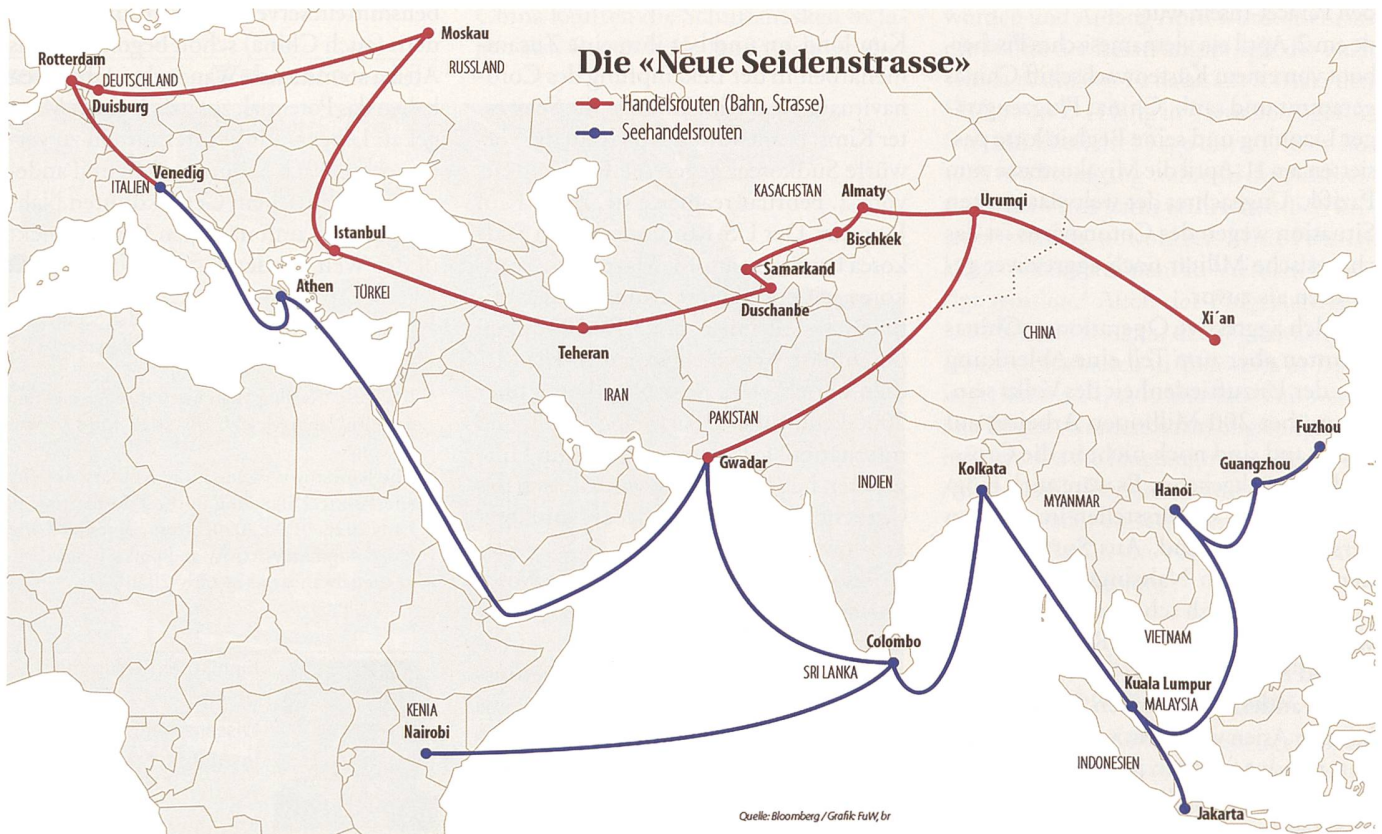 Die «Neue Seidenstrasse»
Handelsrouten (Bahn, Strasse)
Seehandelsrouten
Moskau
RUSSLAND
Rotterdam
DEUTSCHLAND
Duisburg
Venedig
ITALIEN
Istanbul
Athen
TÜRKEI
Teheran
IRAN
KASACHSTAN
Almaty
Urumqi
Bischkek
Samarkand
Duschanbe
Xi´an
CHINA
PAKISTAN
Gwadar
INDIEN
Kolkata
MYANMAR
Hanoi
Guangzhou
Fuzhou
VIETNAM
Colombo
SRI LANKA
Kuala Lumpur
MALAYSIA
KENIA
Nairobi
INDONESIEN
Jakarta
Quelle: Bloomberg / Grafik: FuW, br